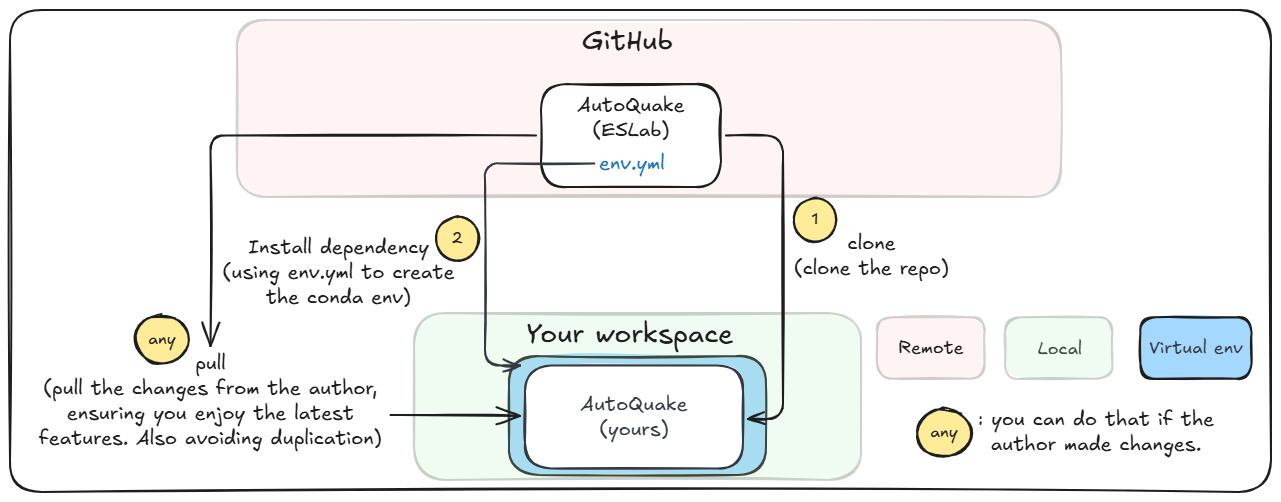 GitHub
AutoQuake
(ESLab)
env.yml
1
clone
(clone the repo)
2
Install dependency
(using env.yml to create
the conda env)
any
pull
(pull the changes from the author,
ensuring you enjoy the latest
features. Also avoiding duplication)
Your workspace
AutoQuake
(yours)
Remote
Local
Virtual env
any
: you can do that if the
author made changes.